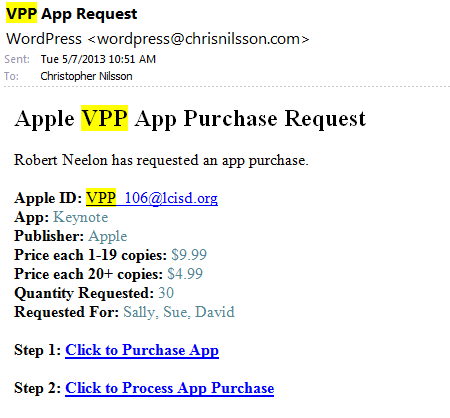 VPP App Request
WordPress <wordpress@chrisnilsson.com>
Sent: Tue 5/7/2013 10:51 AM
To: Christopher Nilsson
Apple VPP App Purchase Request
Robert Neelon has requested an app purchase.
Apple ID: VPP_106@lcisd.org
App: Keynote
Publisher: Apple
Price each 1-19 copies: $9.99
Price each 20+ copies: $4.99
Quantity Requested: 30
Requested For: Sally, Sue, David
Step 1: Click to Purchase App
Step 2: Click to Process App Purchase